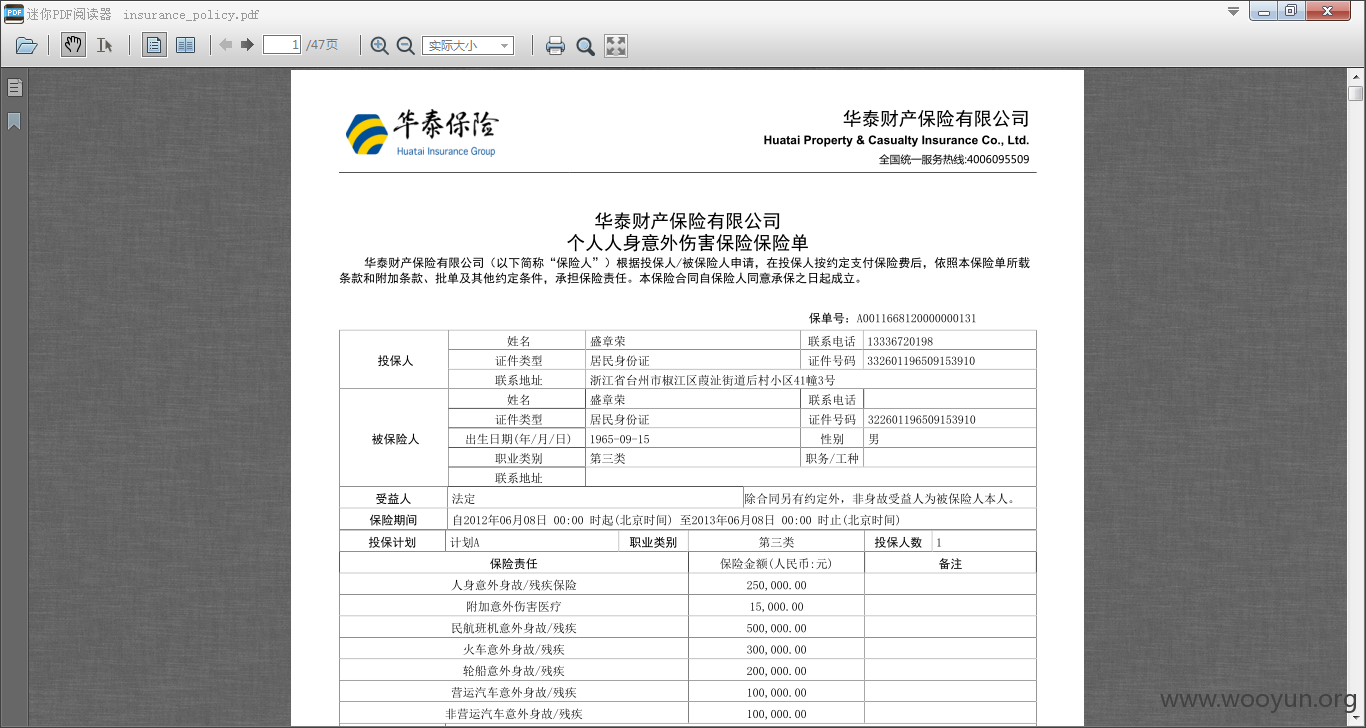 迷你PDF阅读器 insurance_policy.pdf
1 /47页 实际大小
华泰保险
Huatai Insurance Group
华泰财产保险有限公司
Huatai Property & Casualty Insurance Co., Ltd.
全国统一服务热线:4006095509
华泰财产保险有限公司
个人人身意外伤害保险保险单
华泰财产保险有限公司（以下简称“保险人”）根据投保人/被保险人申请，在投保人按约定支付保险费后，依照本保险单所载
条款和附加条款、批单及其他约定条件，承担保险责任。本保险合同自保险人同意承保之日起成立。
保单号：A0011668120000000131
投保人
姓名 盛章荣 联系电话 13336720198
证件类型 居民身份证 证件号码 332601196509153910
联系地址 浙江省台州市椒江区葭沚街道后村小区41幢3号
被保险人
姓名 盛章荣 联系电话
证件类型 居民身份证 证件号码 322601196509153910
出生日期(年/月/日) 1965-09-15 性别 男
职业类别 第三类 职务/工种
联系地址
受益人 法定 除合同另有约定外，非身故受益人为被保险人本人。
保险期间 自2012年06月08日 00:00 时起(北京时间) 至2013年06月08日 00:00 时止(北京时间)
投保计划 计划A 职业类别 第三类 投保人数 1
保险责任 保险金额(人民币:元) 备注
人身意外身故/残疾保险 250,000.00
附加意外伤害医疗 15,000.00
民航班机意外身故/残疾 500,000.00
火车意外身故/残疾 300,000.00
轮船意外身故/残疾 200,000.00
营运汽车意外身故/残疾 100,000.00
非营运汽车意外身故/残疾 100,000.00
www.wooyun.org